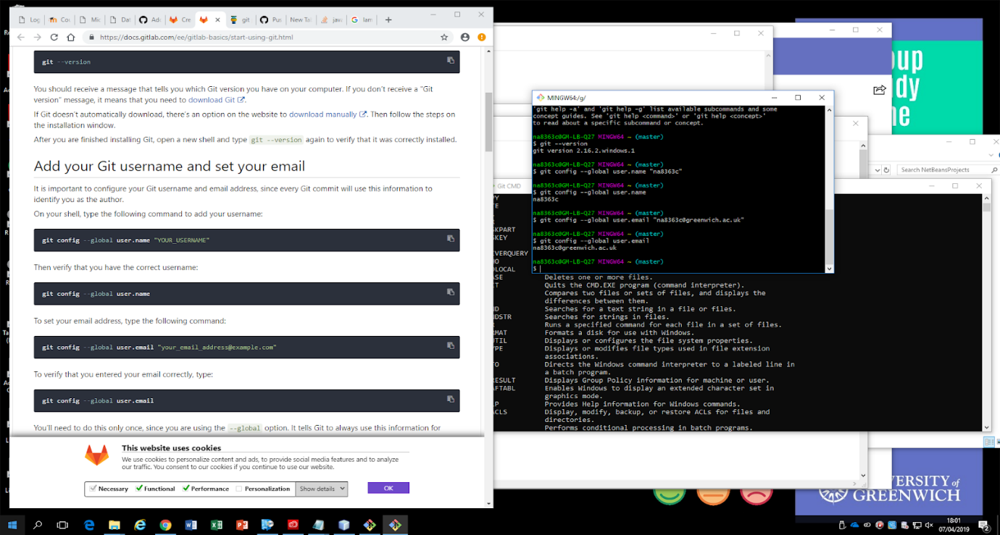 Log
Cou
Mic
Dat
Add
Cre
git
Pus
New Tab
java
lam
https://docs.gitlab.com/ee/gitlab-basics/start-using-git.html
git --version
You should receive a message that tells you which Git version you have on your computer. If you don't receive a "Git
version" message, it means that you need to download Git.
If Git doesn't automatically download, there's an option on the website to download manually. Then follow the steps on
the installation window.
After you are finished installing Git, open a new shell and type git --version again to verify that it was correctly installed.
Add your Git username and set your email
It is important to configure your Git username and email address, since every Git commit will use this information to
identify you as the author.
On your shell, type the following command to add your username:
git config --global user.name "YOUR_USERNAME"
Then verify that you have the correct username:
git config --global user.name
To set your email address, type the following command:
git config --global user.email "your_email_address@example.com"
To verify that you entered your email correctly, type:
git config --global user.email
You'll need to do this only once, since you are using the --global option. It tells Git to always use this information for
This website uses cookies
We use cookies to personalize content and ads, to provide social media features and to analyze
our traffic. You consent to our cookies if you continue to use our website.
Necessary Functional Performance Personalization Show details
OK
MINGW64:/g/
'git help -a' and 'git help -g' list available subcommands and some
concept guides. See 'git help <command>' or 'git help <concept>'
to read about a specific subcommand or concept.
na8363c@GM-LB-Q27 MINGW64 ~ (master)
$ git --version
git version 2.16.2.windows.1
na8363c@GM-LB-Q27 MINGW64 ~ (master)
$ git config --global user.name "na8363c"
na8363c@GM-LB-Q27 MINGW64 ~ (master)
$ git config --global user.name
na8363c
na8363c@GM-LB-Q27 MINGW64 ~ (master)
$ git config --global user.email "na8363c@greenwich.ac.uk"
na8363c@GM-LB-Q27 MINGW64 ~ (master)
$ git config --global user.email
na8363c@greenwich.ac.uk
na8363c@GM-LB-Q27 MINGW64 ~ (master)
$
Git CMD
PY
TE
SKPART
SKEY
IVERQUERY
HO
DLOCAL
ASE Deletes one or more files.
IT Quits the CMD.EXE program (command interpreter).
Compares two files or sets of files, and displays the
differences between them.
ND Searches for a text string in a file or files.
NDSTR Searches for strings in files.
R Runs a specified command for each file in a set of files.
RMAT Formats a disk for use with Windows.
UTIL Displays or configures the file system properties.
YPE Displays or modifies file types used in file extension
associations.
TO Directs the Windows command interpreter to a labeled line in
a batch program.
RESULT Displays Group Policy information for machine or user.
AFTABL Enables Windows to display an extended character set in
graphics mode.
LP Provides Help information for Windows commands.
ACLS Display, modify, backup, or restore ACLs for files and
directories.
Performs conditional processing in batch programs.
Search NetBeansProjects
oup
dy
ne
VERSITY of
GREENWICH
18:01
07/04/2019
2